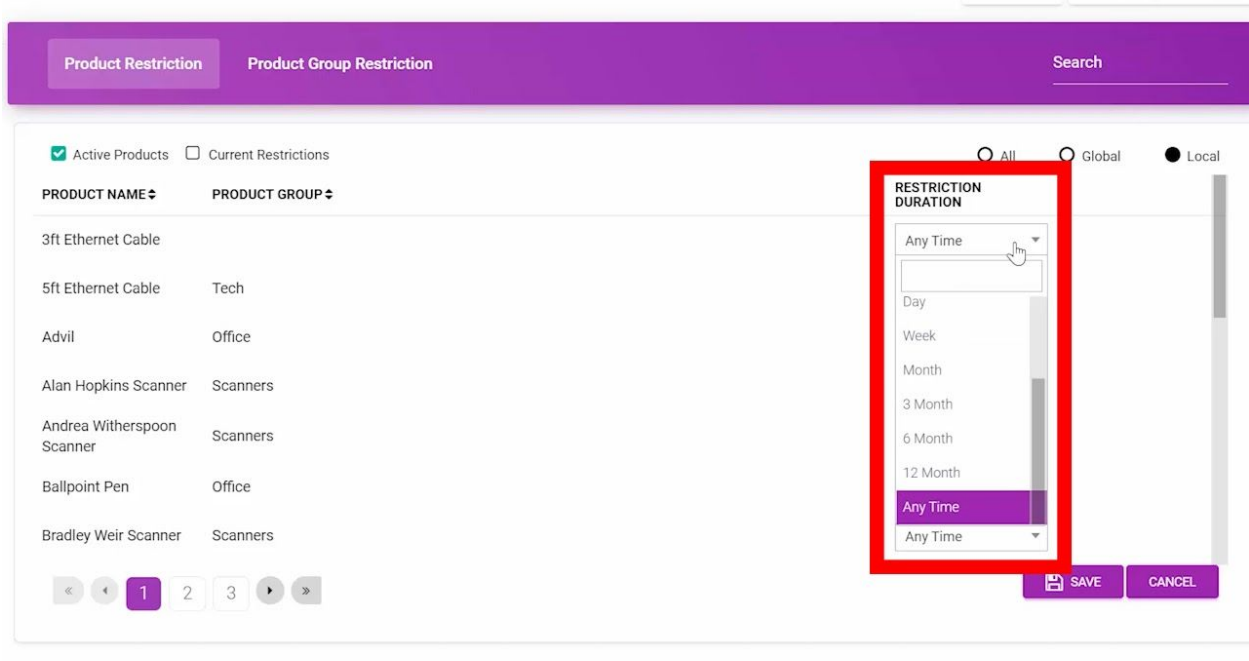 Product Restriction Product Group Restriction Search
Active Products Current Restrictions All Global Local
PRODUCT NAME PRODUCT GROUP RESTRICTION
DURATION
3ft Ethernet Cable Any Time
5ft Ethernet Cable Tech
Day
Advil Office Week
Month
Alan Hopkins Scanner Scanners
3 Month
Andrea Witherspoon
Scanner Scanners 6 Month
12 Month
Ballpoint Pen Office
Any Time
Bradley Weir Scanner Scanners Any Time
« 1 2 3 » SAVE CANCEL